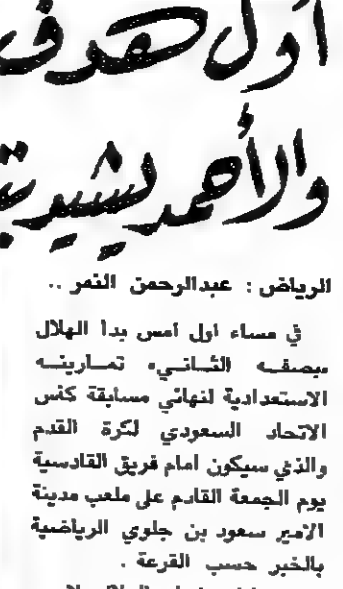 أول هدف
والأحمد يشيد
الرياض : عبدالرحمن النمر ..
في مساء اول امس بدأ الهلال
بصفه الثاني، تمارينه
الاستعدادية لنهائي مسابقة كأس
الاتحاد السعودي لكرة القدم
والذي سيكون امام فريق القادسية
يوم الجمعة القادم على ملعب مدينة
الامير سعود بن جلوي الرياضية
بالخبر حسب القرعة .